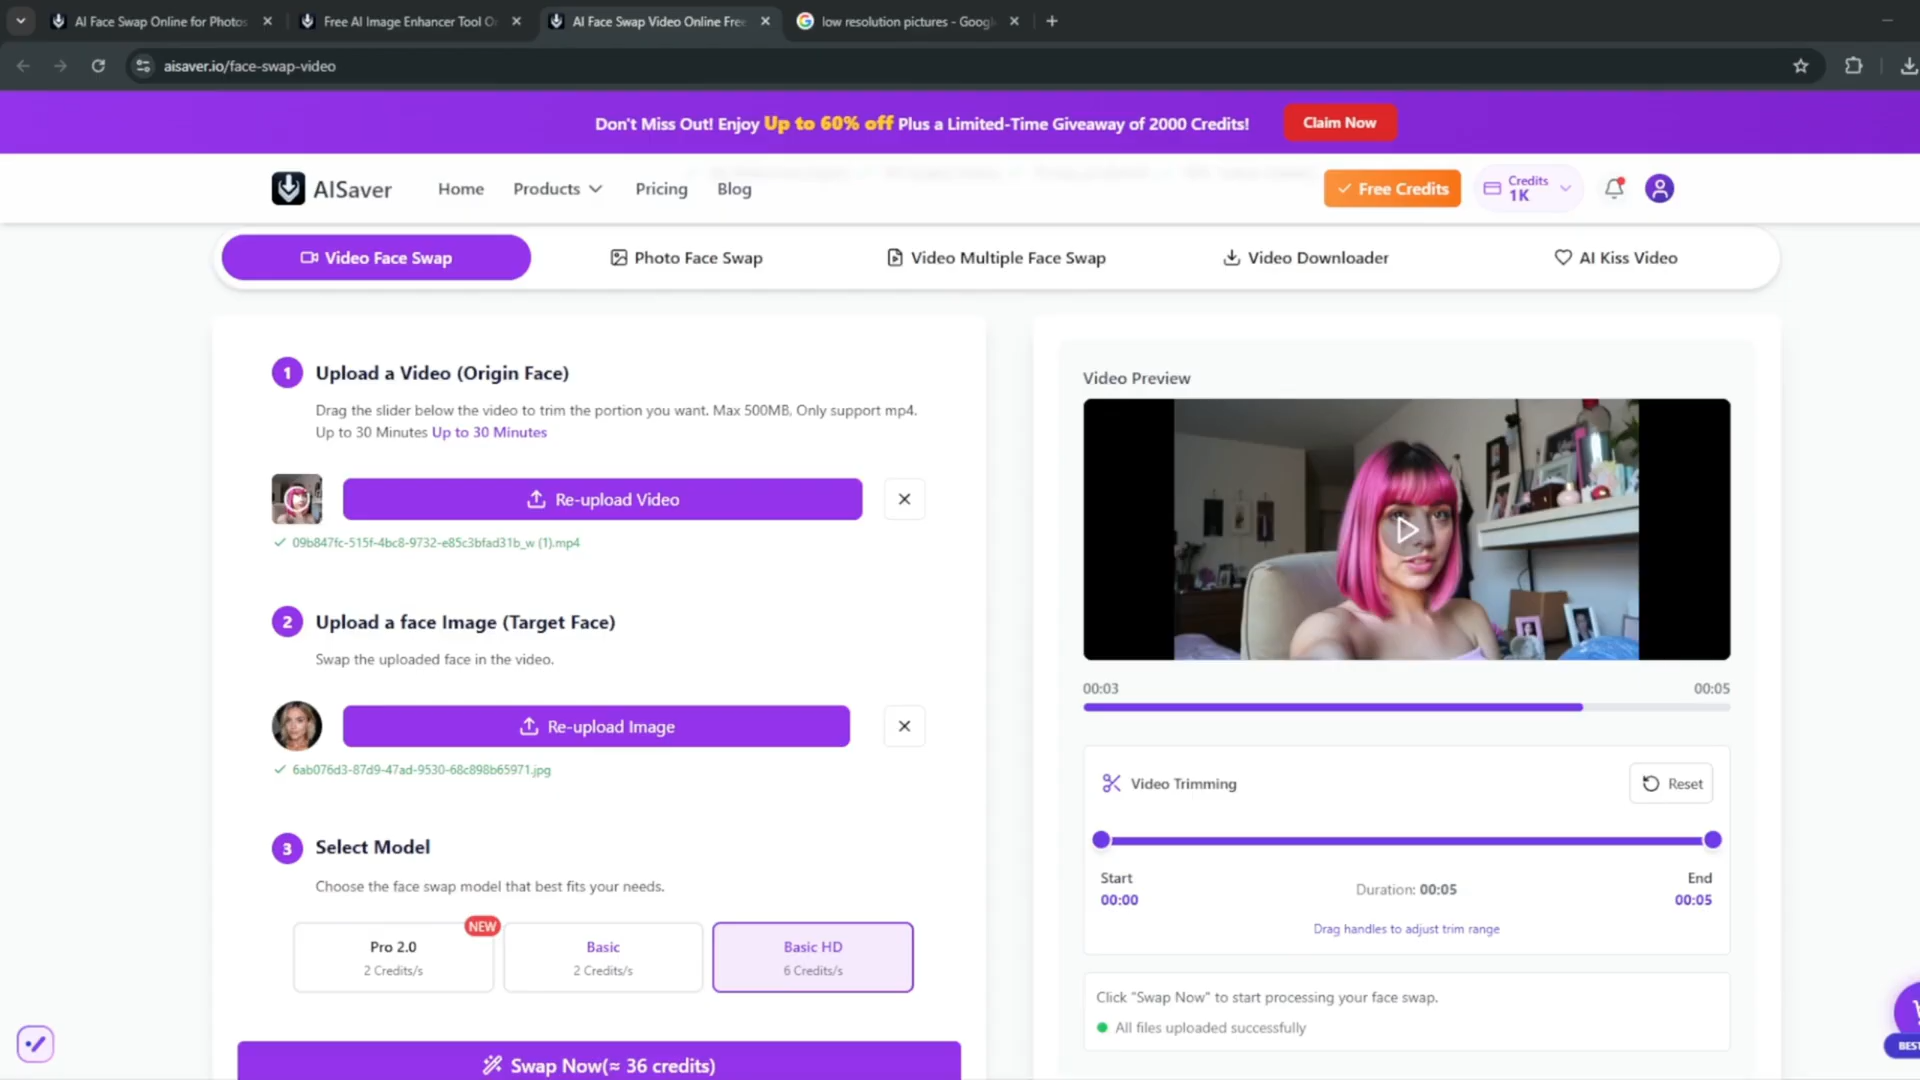 AI Face Swap Online for Photos
Free AI Image Enhancer Tool O
AI Face Swap Video Online Free
low resolution pictures - Googl
aisaver.io/face-swap-video
Don't Miss Out! Enjoy Up to 60% off Plus a Limited-Time Giveaway of 2000 Credits!
Claim Now
AISaver
Home
Products
Pricing
Blog
Free Credits
Credits
1K
Video Face Swap
Photo Face Swap
Video Multiple Face Swap
Video Downloader
AI Kiss Video
1
Upload a Video (Origin Face)
Drag the slider below the video to trim the portion you want. Max 500MB, Only support mp4.
Up to 30 Minutes Up to 30 Minutes
Re-upload Video
09b847fc-515f-4bc8-9732-e85c3bfad31b_w (1).mp4
2
Upload a face Image (Target Face)
Swap the uploaded face in the video.
Re-upload Image
6ab076d3-87d9-47ad-9530-68c898b65971.jpg
3
Select Model
Choose the face swap model that best fits your needs.
NEW
Pro 2.0
2 Credits/s
Basic
2 Credits/s
Basic HD
6 Credits/s
Swap Now(≈ 36 credits)
Video Preview
00:03
00:05
Video Trimming
Reset
Start
End
00:00
Duration: 00:05
00:05
Drag handles to adjust trim range
Click "Swap Now" to start processing your face swap.
All files uploaded successfully
BEST